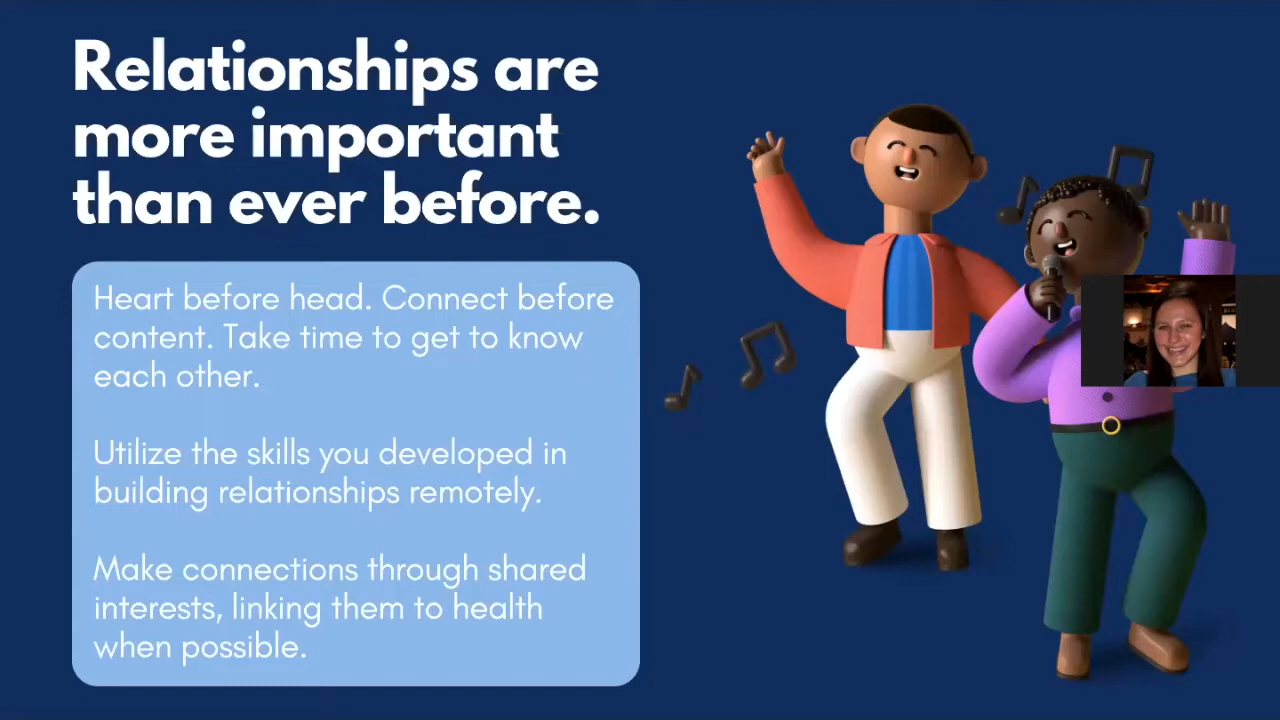 Relationships are
more important
than ever before.
Heart before head. Connect before
content. Take time to get to know
each other.
Utilize the skills you developed in
building relationships remotely.
Make connections through shared
interests, linking them to health
when possible.